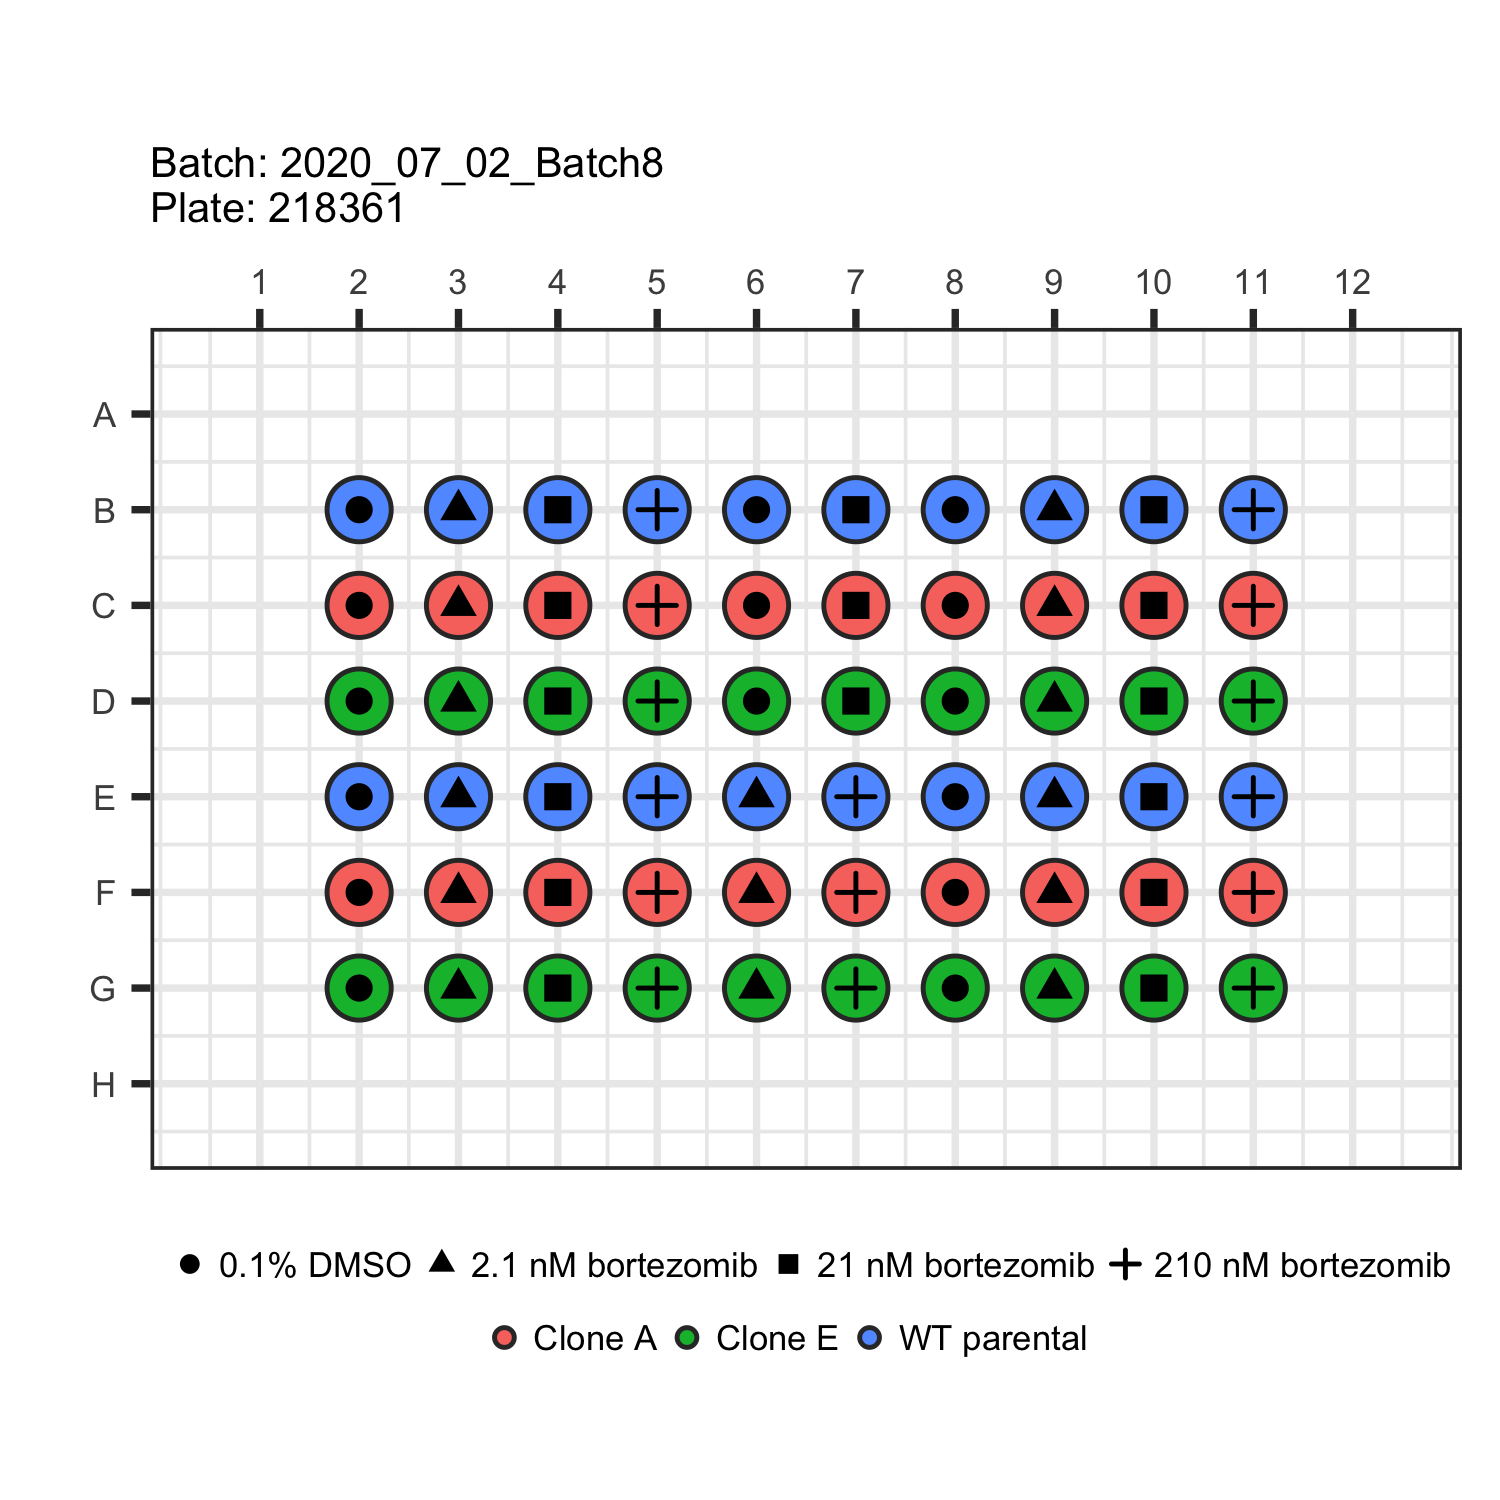 Batch: 2020_07_02_Batch8
Plate: 218361
1 2 3 4 5 6 7 8 9 10 11 12
A
B
C
D
E
F
G
H
0.1% DMSO 2.1 nM bortezomib 21 nM bortezomib 210 nM bortezomib
Clone A Clone E WT parental